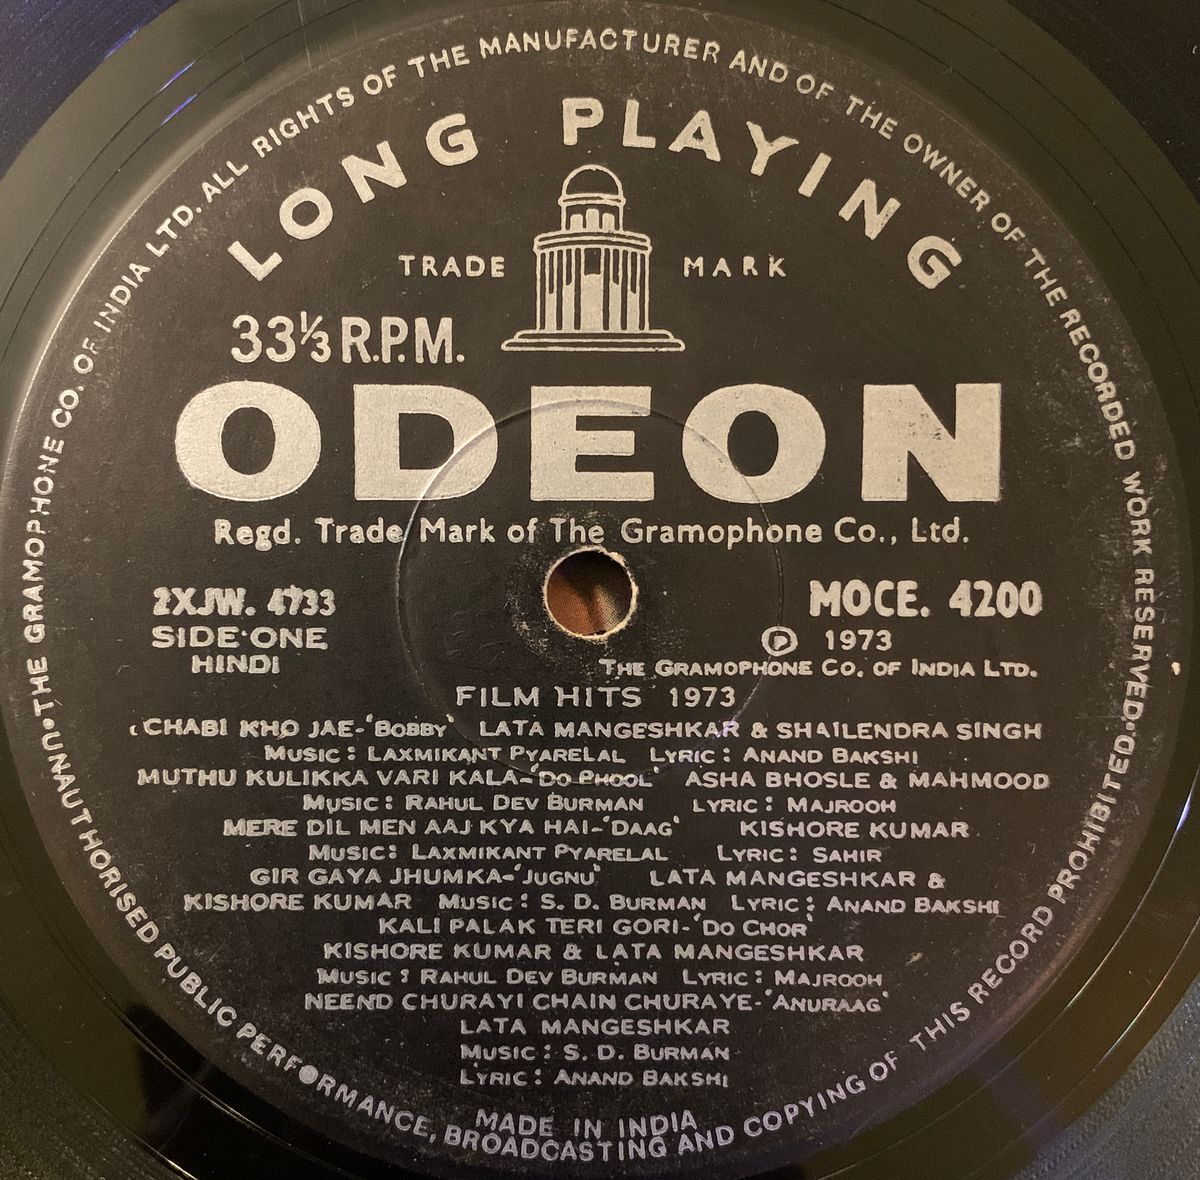 THE GRAMOPHONE CO. OF INDIA LTD. ALL RIGHTS OF THE MANUFACTURER AND OF THE OWNER OF THE RECORDED WORK RESERVED•
LONG PLAYING
TRADE MARK
33⅓ R.P.M.
ODEON
Regd. Trade Mark of The Gramophone Co., Ltd.
2XJW. 4733 MOCE. 4200
SIDE·ONE Ⓟ 1973
HINDI THE GRAMOPHONE CO. OF INDIA LTD.
FILM HITS 1973
CHABI KHO JAE-'BOBBY' LATA MANGESHKAR & SHAILENDRA SINGH
MUSIC: LAXMIKANT PYARELAL LYRIC: ANAND BAKSHI
MUTHU KULIKKA VARI KALA-'DO PHOOL' ASHA BHOSLE & MAHMOOD
MUSIC: RAHUL DEV BURMAN LYRIC: MAJROOH
MERE DIL MEN AAJ KYA HAI-'DAAG' KISHORE KUMAR
MUSIC: LAXMIKANT PYARELAL LYRIC: SAHIR
GIR GAYA JHUMKA-'JUGNU' LATA MANGESHKAR &
KISHORE KUMAR MUSIC: S. D. BURMAN LYRIC: ANAND BAKSHI
KALI PALAK TERI GORI-'DO CHOR'
KISHORE KUMAR & LATA MANGESHKAR
MUSIC: RAHUL DEV BURMAN LYRIC: MAJROOH
NEEND CHURAYI CHAIN CHURAYE-'ANURAAG'
LATA MANGESHKAR
MUSIC: S. D. BURMAN
LYRIC: ANAND BAKSHI
MADE IN INDIA
•UNAUTHORISED PUBLIC PERFORMANCE, BROADCASTING AND COPYING OF THIS RECORD PROHIBITED•